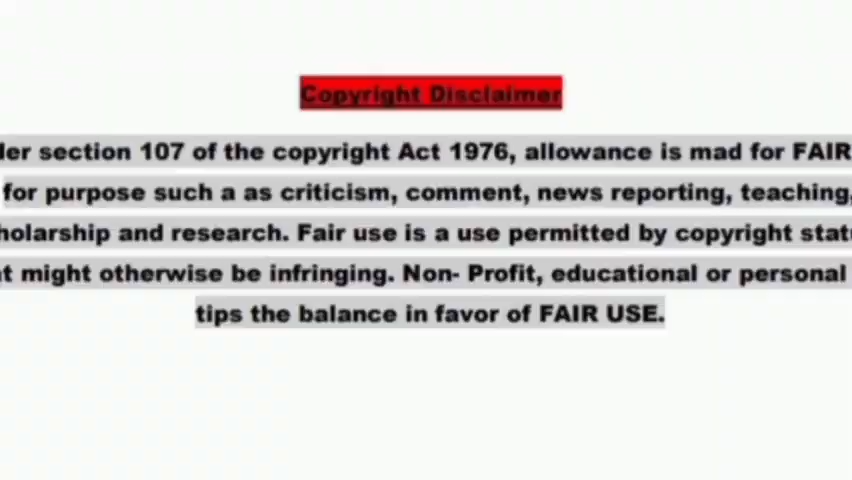 Copyright Disclaimer
der section 107 of the copyright Act 1976, allowance is mad for FAIR
for purpose such a as criticism, comment, news reporting, teaching,
holarship and research. Fair use is a use permitted by copyright stat
t might otherwise be infringing. Non- Profit, educational or personal
tips the balance in favor of FAIR USE.